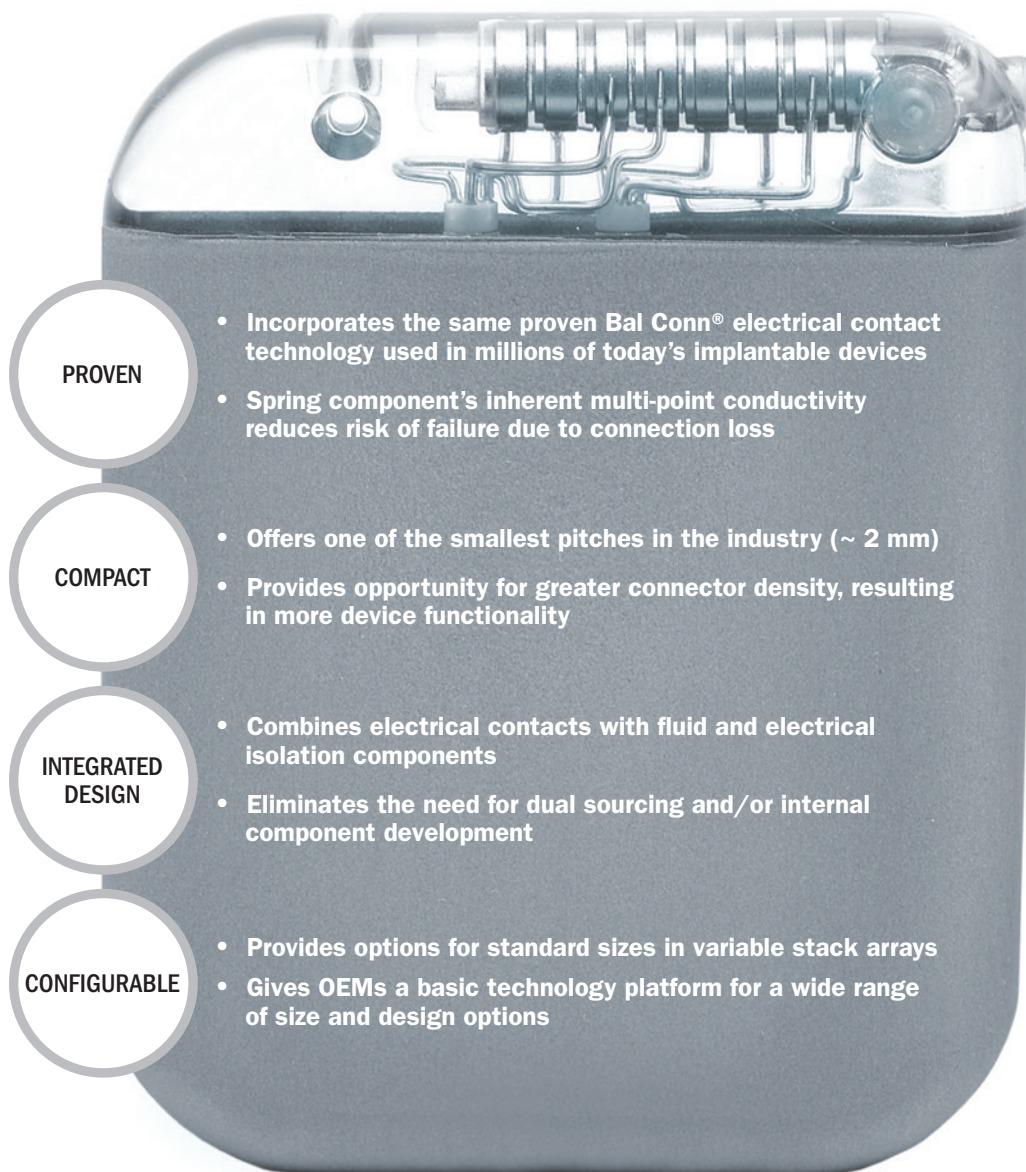 PROVEN
• Incorporates the same proven Bal Conn® electrical contact
technology used in millions of today's implantable devices
• Spring component's inherent multi-point conductivity
reduces risk of failure due to connection loss
COMPACT
• Offers one of the smallest pitches in the industry (~ 2 mm)
• Provides opportunity for greater connector density, resulting
in more device functionality
INTEGRATED
DESIGN
• Combines electrical contacts with fluid and electrical
isolation components
• Eliminates the need for dual sourcing and/or internal
component development
CONFIGURABLE
• Provides options for standard sizes in variable stack arrays
• Gives OEMs a basic technology platform for a wide range
of size and design options